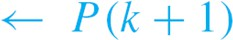 ← P(k + 1)